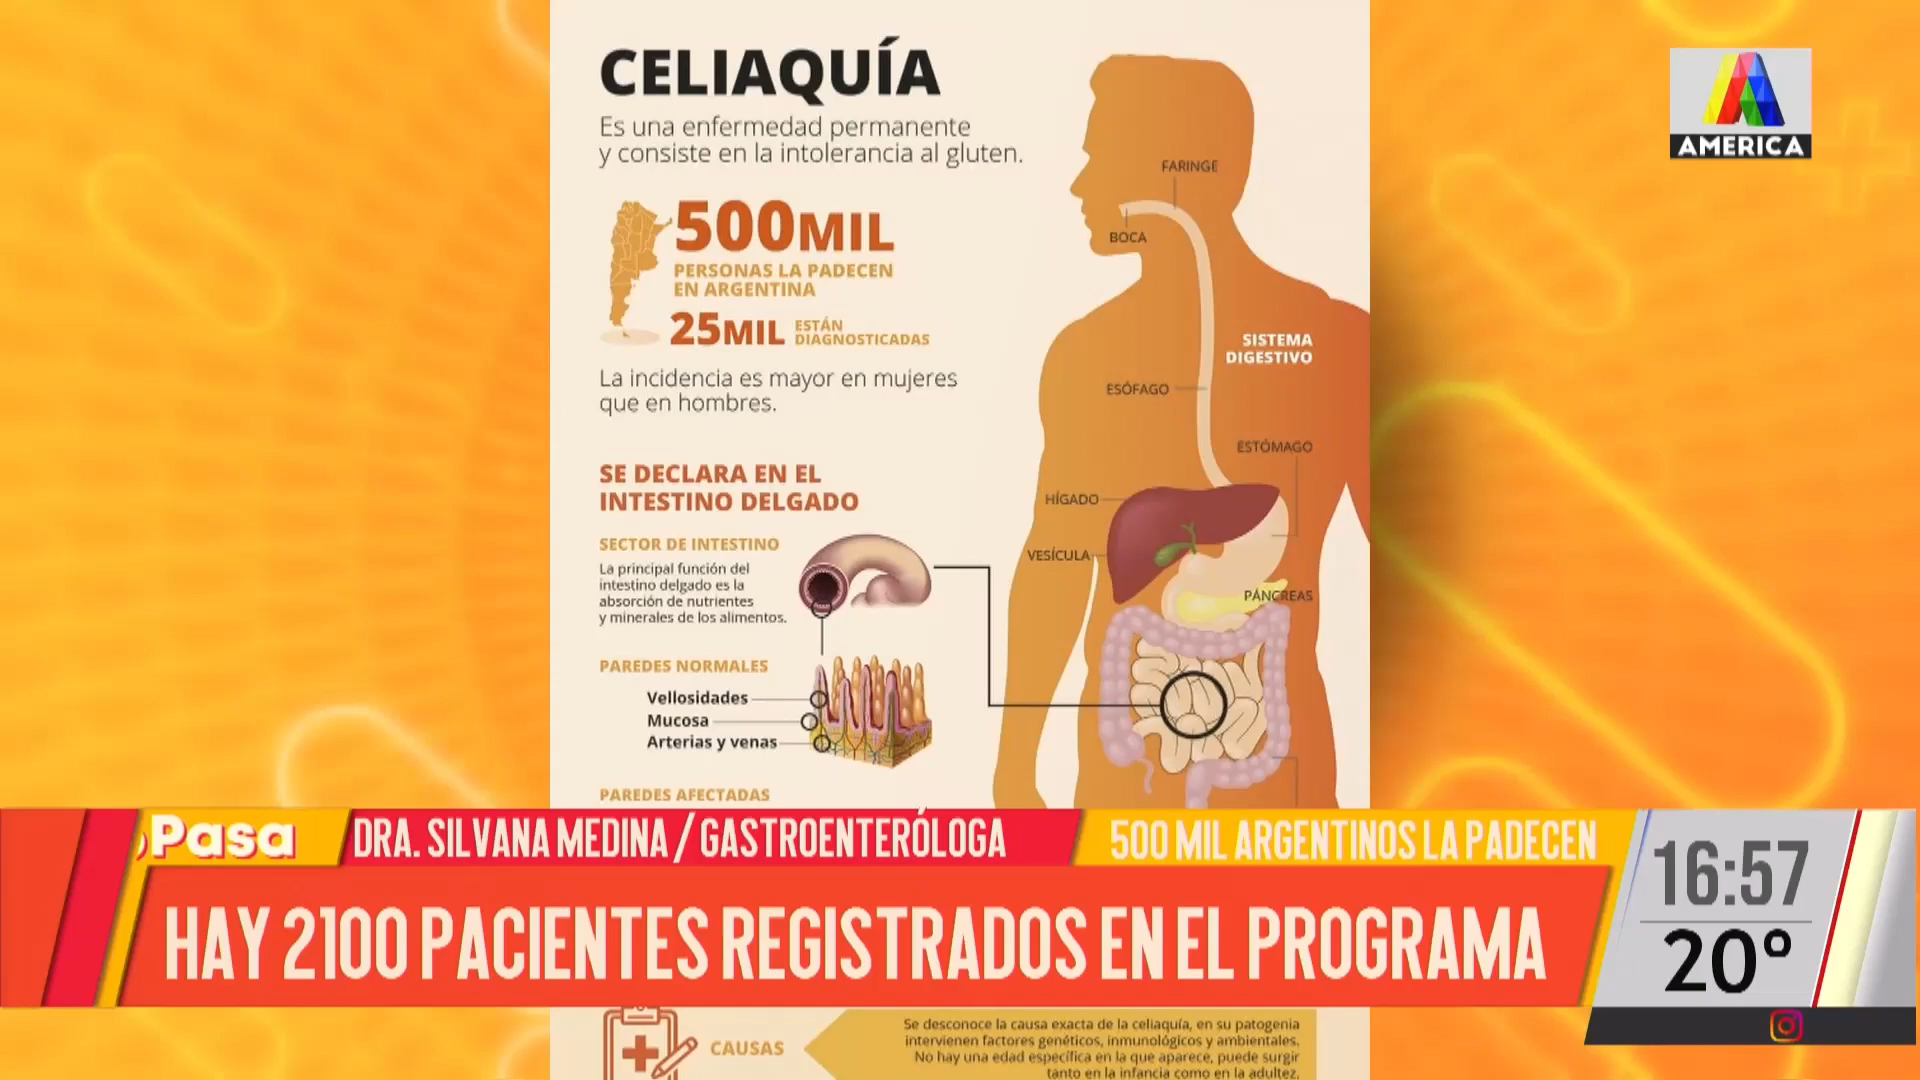 CELIAQUÍA
Es una enfermedad permanente
y consiste en la intolerancia al gluten.
500MIL
PERSONAS LA PADECEN
EN ARGENTINA
25MIL ESTÁN
DIAGNOSTICADAS
La incidencia es mayor en mujeres
que en hombres.
SE DECLARA EN EL
INTESTINO DELGADO
SECTOR DE INTESTINO
La principal función del
intestino delgado es la
absorción de nutrientes
y minerales de los alimentos.
PAREDES NORMALES
Vellosidades
Mucosa
Arterias y venas
PAREDES AFECTADAS
FARINGE
BOCA
SISTEMA
DIGESTIVO
ESÓFAGO
ESTÓMAGO
HÍGADO
VESÍCULA
PÁNCREAS
AMERICA
Pasa
DRA. SILVANA MEDINA / GASTROENTERÓLOGA
500 MIL ARGENTINOS LA PADECEN
HAY 2100 PACIENTES REGISTRADOS EN EL PROGRAMA
16:57
20°
CAUSAS
Se desconoce la causa exacta de la celiaquía, en su patogenia
intervienen factores genéticos, inmunológicos y ambientales.
No hay una edad específica en la que aparece, puede surgir
tanto en la infancia como en la adultez.